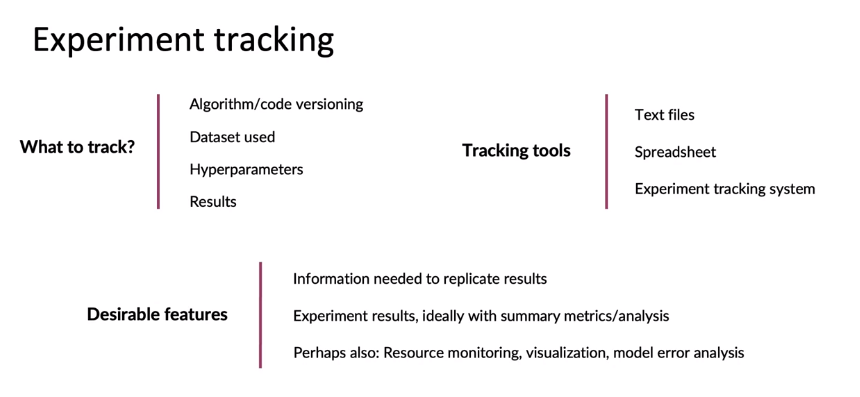 Experiment tracking
What to track?
Algorithm/code versioning
Dataset used
Hyperparameters
Results
Tracking tools
Text files
Spreadsheet
Experiment tracking system
Desirable features
Information needed to replicate results
Experiment results, ideally with summary metrics/analysis
Perhaps also: Resource monitoring, visualization, model error analysis